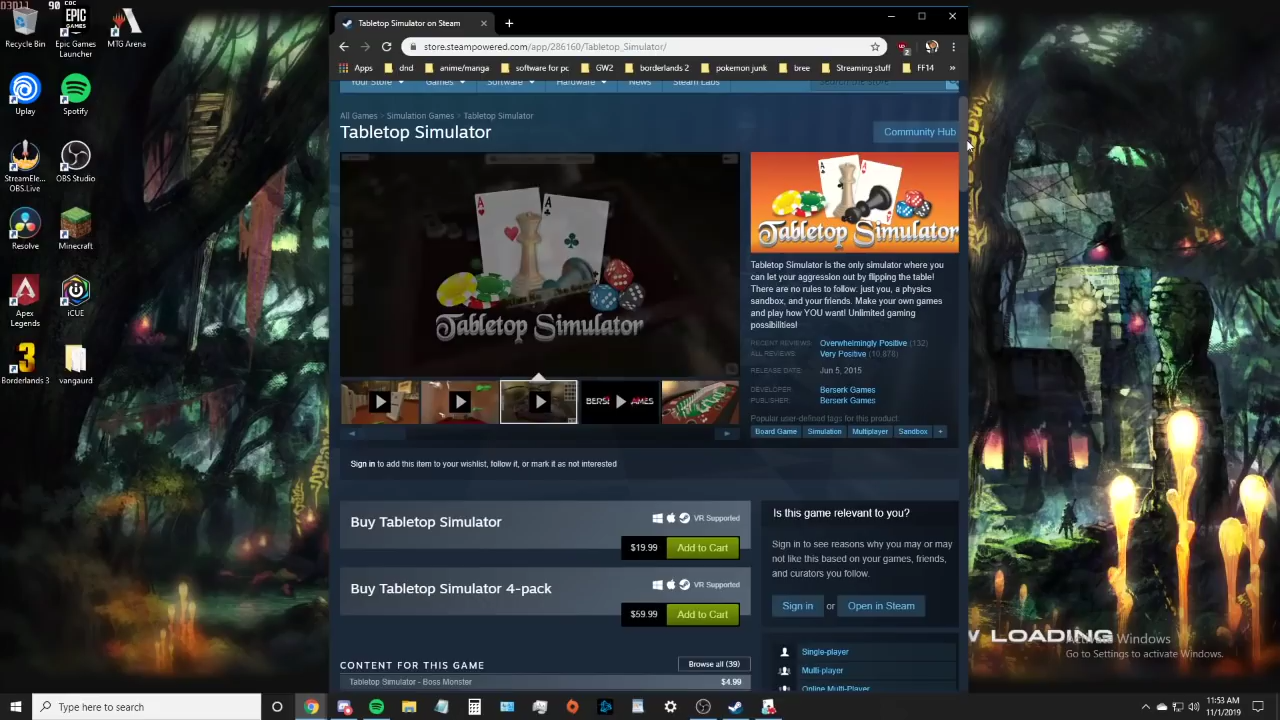 D3D11 90
Recycle Bin
Epic Games
Launcher
MTG Arena
Uplay
Spotify
StreamEle...
OBS.Live
OBS Studio
Resolve
Minecraft
Apex
Legends
iCUE
Borderlands 3
vangaurd
Tabletop Simulator on Steam
store.steampowered.com/app/286160/Tabletop_Simulator/
Apps
dnd
anime/manga
software for pc
GW2
borderlands 2
pokemon junk
bree
Streaming stuff
FF14
»
Your Store
Games
Software
Hardware
News
Steam Labs
search the store
All Games > Simulation Games > Tabletop Simulator
Tabletop Simulator
Community Hub
Tabletop Simulator
Tabletop Simulator
Tabletop Simulator is the only simulator where you
can let your aggression out by flipping the table!
There are no rules to follow: just you, a physics
sandbox, and your friends. Make your own games
and play how YOU want! Unlimited gaming
possibilities!
RECENT REVIEWS: Overwhelmingly Positive (132)
ALL REVIEWS: Very Positive (10,878)
RELEASE DATE: Jun 5, 2015
DEVELOPER: Berserk Games
PUBLISHER: Berserk Games
Popular user-defined tags for this product:
Board Game Simulation Multiplayer Sandbox +
Sign in to add this item to your wishlist, follow it, or mark it as not interested
Buy Tabletop Simulator
VR Supported
$19.99 Add to Cart
Buy Tabletop Simulator 4-pack
VR Supported
$59.99 Add to Cart
Is this game relevant to you?
Sign in to see reasons why you may or may
not like this based on your games, friends,
and curators you follow.
Sign in or Open in Steam
CONTENT FOR THIS GAME
Browse all (39)
Tabletop Simulator - Boss Monster $4.99
Single-player
Multi-player
Online Multi-Player
W LOADING
Activate Windows
Go to Settings to activate Windows.
Type here to search
11:53 AM
11/1/2019